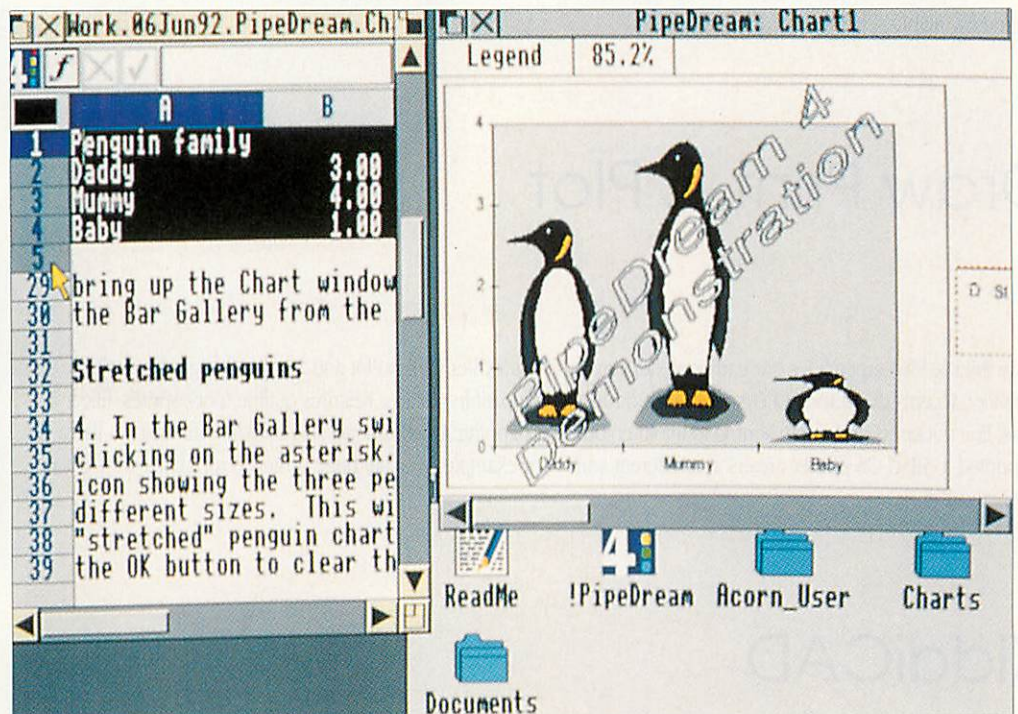 Work.06Jun92.PipeDream.Ch
4 f
A B
1 Penguin family
2 Daddy 3.00
3 Mummy 4.00
4 Baby 1.00
5
29 bring up the Chart window
30 the Bar Gallery from the
31
32 Stretched penguins
33
34 4. In the Bar Gallery swi
35 clicking on the asterisk.
36 icon showing the three pe
37 different sizes. This wi
38 "stretched" penguin chart
39 the OK button to clear th
PipeDream: Chart1
Legend 85.2%
4
3
2
1
0
Daddy Mummy Baby
PipeDream 4
Demonstration
St
ReadMe !PipeDream Acorn_User Charts
Documents